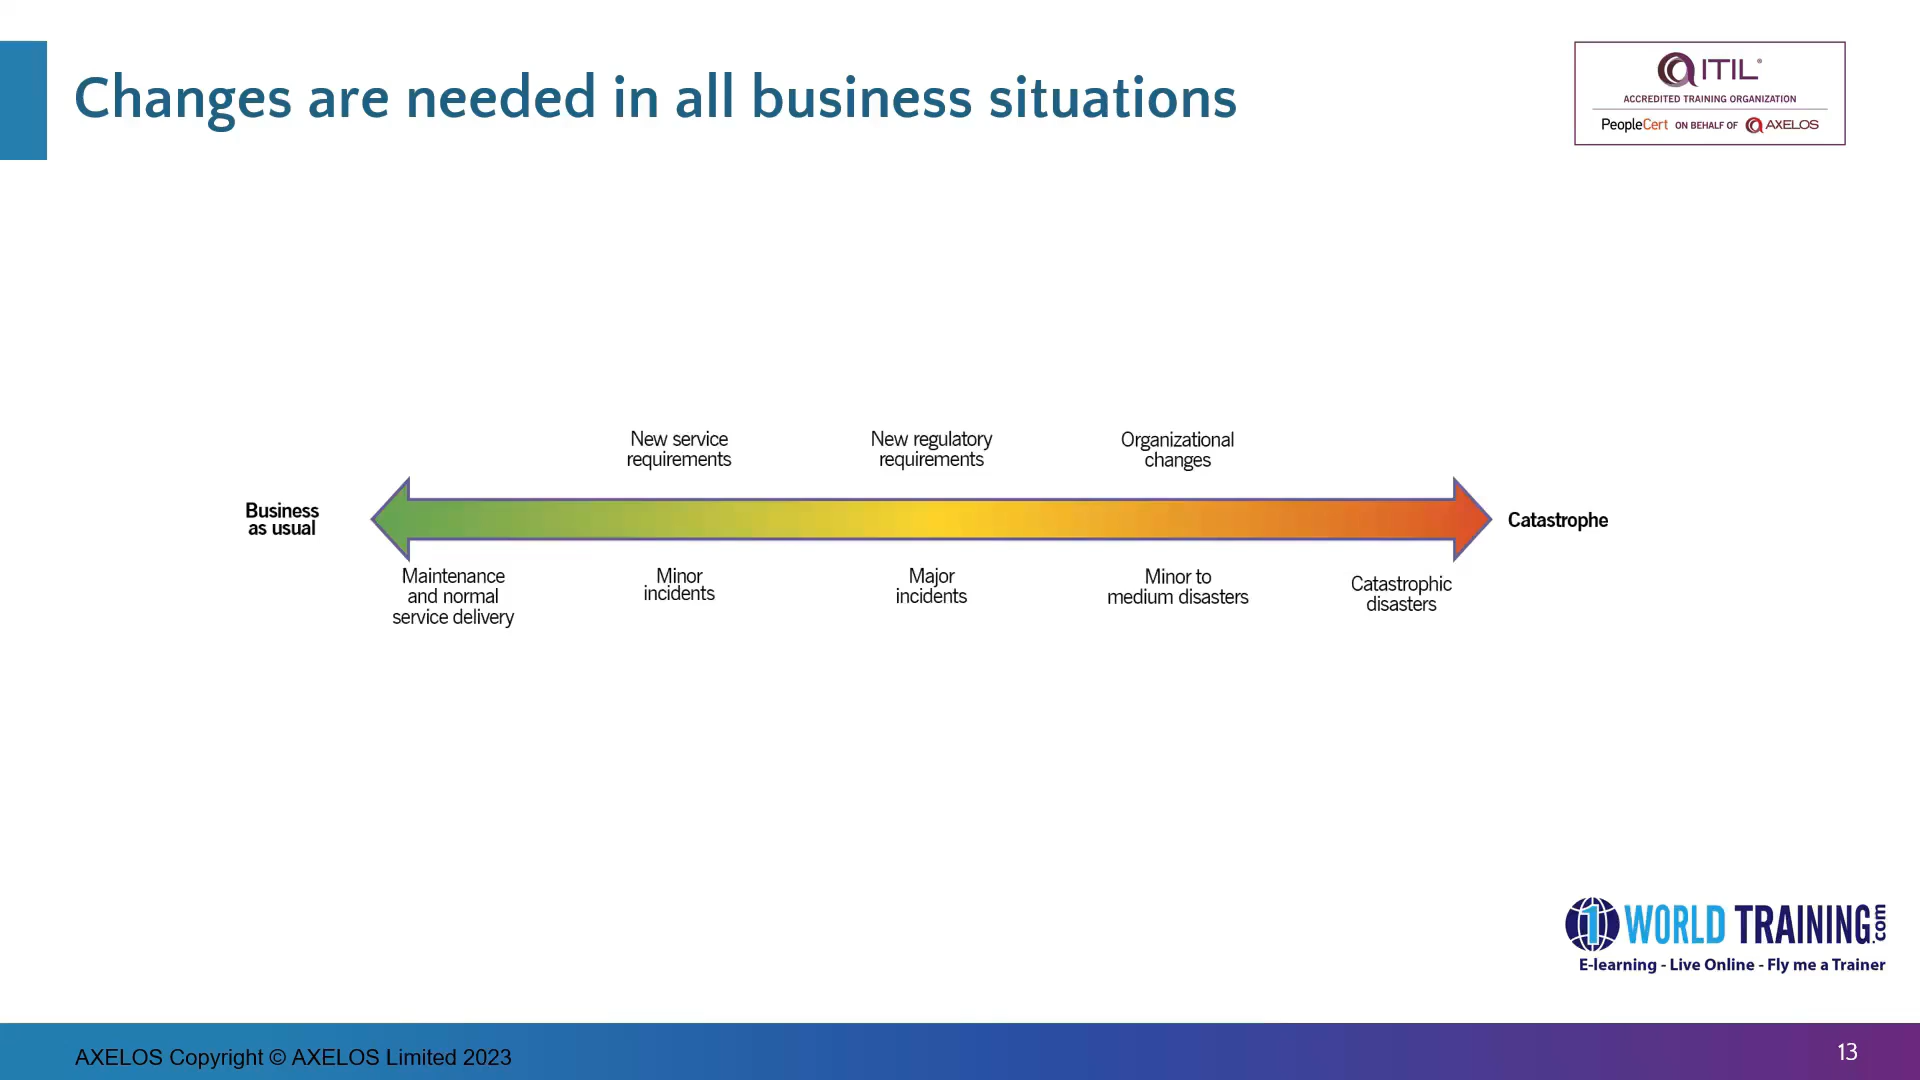 Changes are needed in all business situations
ITIL®
ACCREDITED TRAINING ORGANIZATION
PeopleCert ON BEHALF OF AXELOS
New service
requirements
New regulatory
requirements
Organizational
changes
Business
as usual
Catastrophe
Maintenance
and normal
service delivery
Minor
incidents
Major
incidents
Minor to
medium disasters
Catastrophic
disasters
1 WORLD TRAINING.com
E-learning - Live Online - Fly me a Trainer
AXELOS Copyright © AXELOS Limited 2023
13